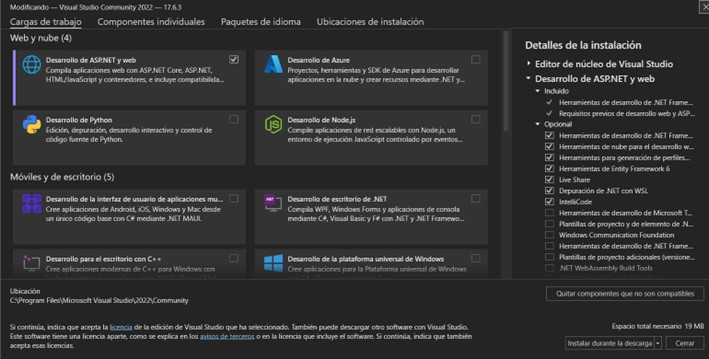 Modificando — Visual Studio Community 2022 — 17.6.3
Cargas de trabajo Componentes individuales Paquetes de idioma Ubicaciones de instalación
Web y nube (4)
Desarrollo de ASP.NET y web
Compila aplicaciones web con ASP.NET Core, ASP.NET,
HTML/JavaScript y contenedores, e incluye compatibilida...
Desarrollo de Azure
Proyectos, herramientas y SDK de Azure para desarrollar
aplicaciones en la nube y crear recursos mediante .NET y...
Desarrollo de Python
Edición, depuración, desarrollo interactivo y control de
código fuente de Python.
Desarrollo de Node.js
Compile aplicaciones de red escalables con Node.js, un
entorno de ejecución JavaScript controlado por eventos...
Móviles y de escritorio (5)
Desarrollo de la interfaz de usuario de aplicaciones mu...
Cree aplicaciones de Android, iOS, Windows y Mac desde
un único código base con C# mediante .NET MAUI.
Desarrollo de escritorio de .NET
Compila WPF, Windows Forms y aplicaciones de consola
mediante C#, Visual Basic y F# con .NET y .NET Framewo...
Desarrollo para el escritorio con C++
Cree aplicaciones modernas de C++ para Windows con
Desarrollo de la plataforma universal de Windows
Cree aplicaciones para la Plataforma universal de Windows
Detalles de la instalación
Editor de núcleo de Visual Studio
Desarrollo de ASP.NET y web
Incluido
Herramientas de desarrollo de .NET Frame...
Requisitos previos de desarrollo web y ASP...
Opcional
Herramientas de desarrollo de .NET Frame...
Herramientas de nube para el desarrollo w...
Herramientas para generación de perfiles...
Herramientas de Entity Framework 6
Live Share
Depuración de .NET con WSL
IntelliCode
Herramientas de desarrollo de Microsoft T...
Plantillas de proyecto y de elemento de .N...
Windows Communication Foundation
Herramientas de desarrollo de .NET Frame...
Plantillas de proyecto adicionales (versione...
.NET WebAssembly Build Tools
Ubicación
C:\Program Files\Microsoft Visual Studio\2022\Community
Quitar componentes que no son compatibles
Si continúa, indica que acepta la licencia de la edición de Visual Studio que ha seleccionado. También puede descargar otro software con Visual Studio.
Este software tiene una licencia aparte, como se explica en los avisos de terceros o en la licencia que incluye el software. Si continúa, indica que también
acepta esas licencias.
Espacio total necesario 19 MB
Instalar durante la descarga
Cerrar